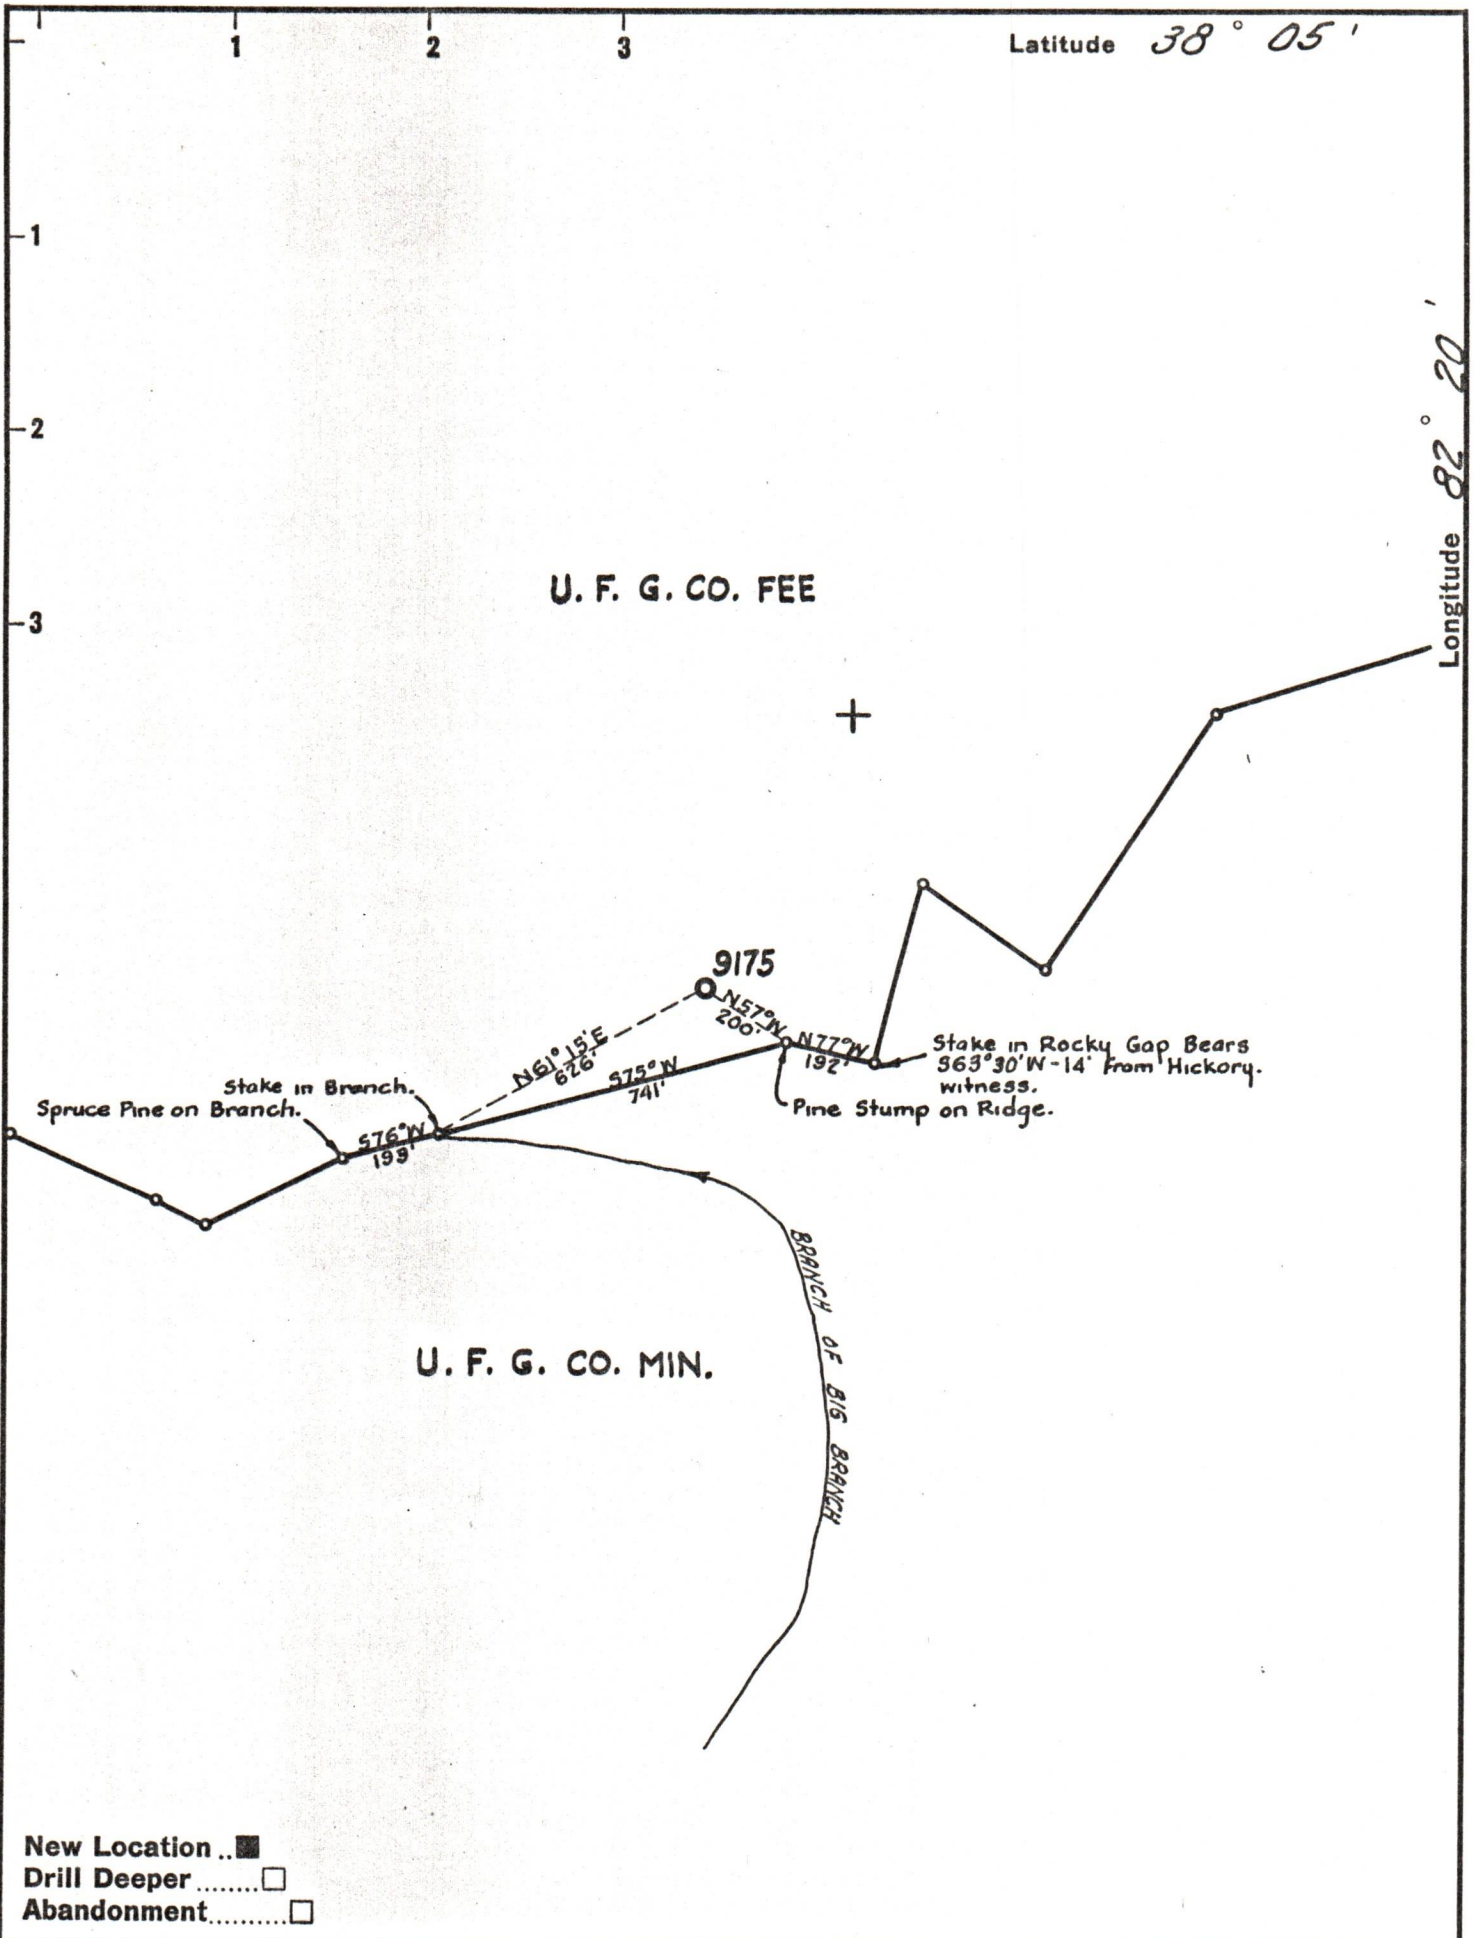 1 2 3 Latitude 38° 05'
1
2
3
Longitude 82° 20'
U. F. G. CO. FEE
9175
N57°W
200'
N61°15'E
626'
S75°W
741'
N77°W
192'
Stake in Rocky Gap Bears
S63°30'W-14' From Hickory.
witness.
Pine Stump on Ridge.
Stake in Branch.
Spruce Pine on Branch.
S76°W
193'
BRANCH OF BIG BRANCH
U. F. G. CO. MIN.
New Location ..■
Drill Deeper ........□
Abandonment..........□